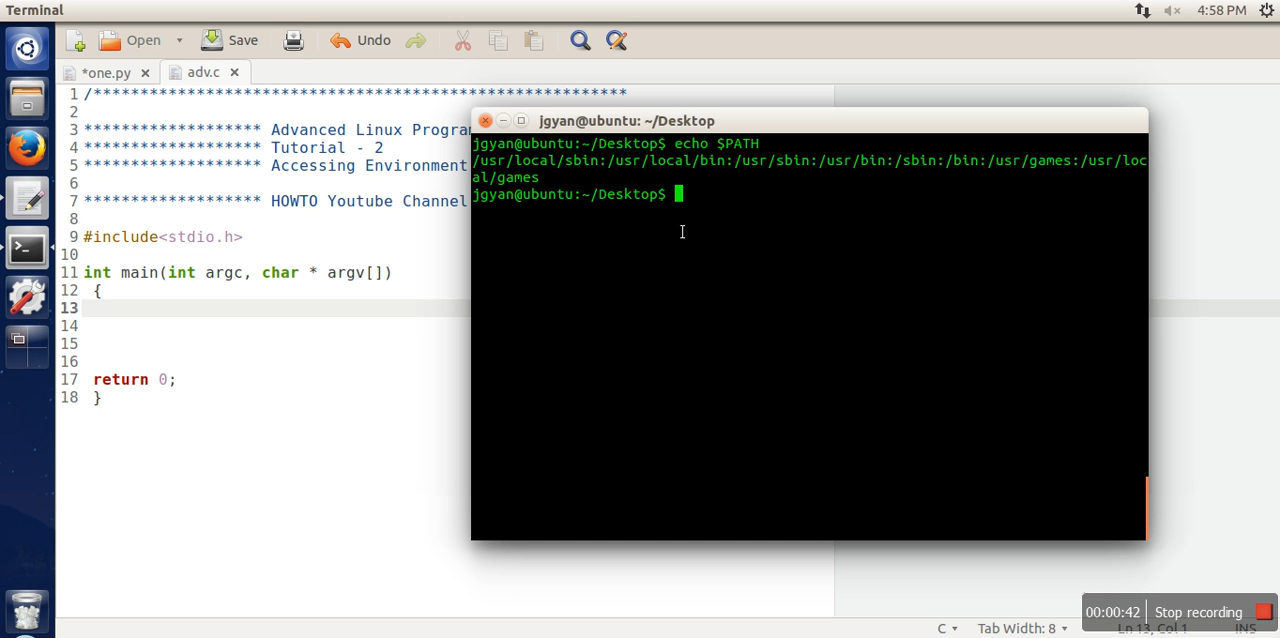 Terminal
4:58 PM
Open
Save
Undo
*one.py
adv.c
1 /*********************************************************
2
3 ******************* Advanced Linux Progra
4 ******************* Tutorial - 2
5 ******************* Accessing Environment
6
7 ******************* HOWTO Youtube Channel
8
9 #include<stdio.h>
10
11 int main(int argc, char * argv[])
12 {
13
14
15
16
17 return 0;
18 }
jgyan@ubuntu: ~/Desktop
jgyan@ubuntu:~/Desktop$ echo $PATH
/usr/local/sbin:/usr/local/bin:/usr/sbin:/usr/bin:/sbin:/bin:/usr/games:/usr/loc
al/games
jgyan@ubuntu:~/Desktop$
00:00:42 Stop recording
C Tab Width: 8 Ln 13, Col 1 INS